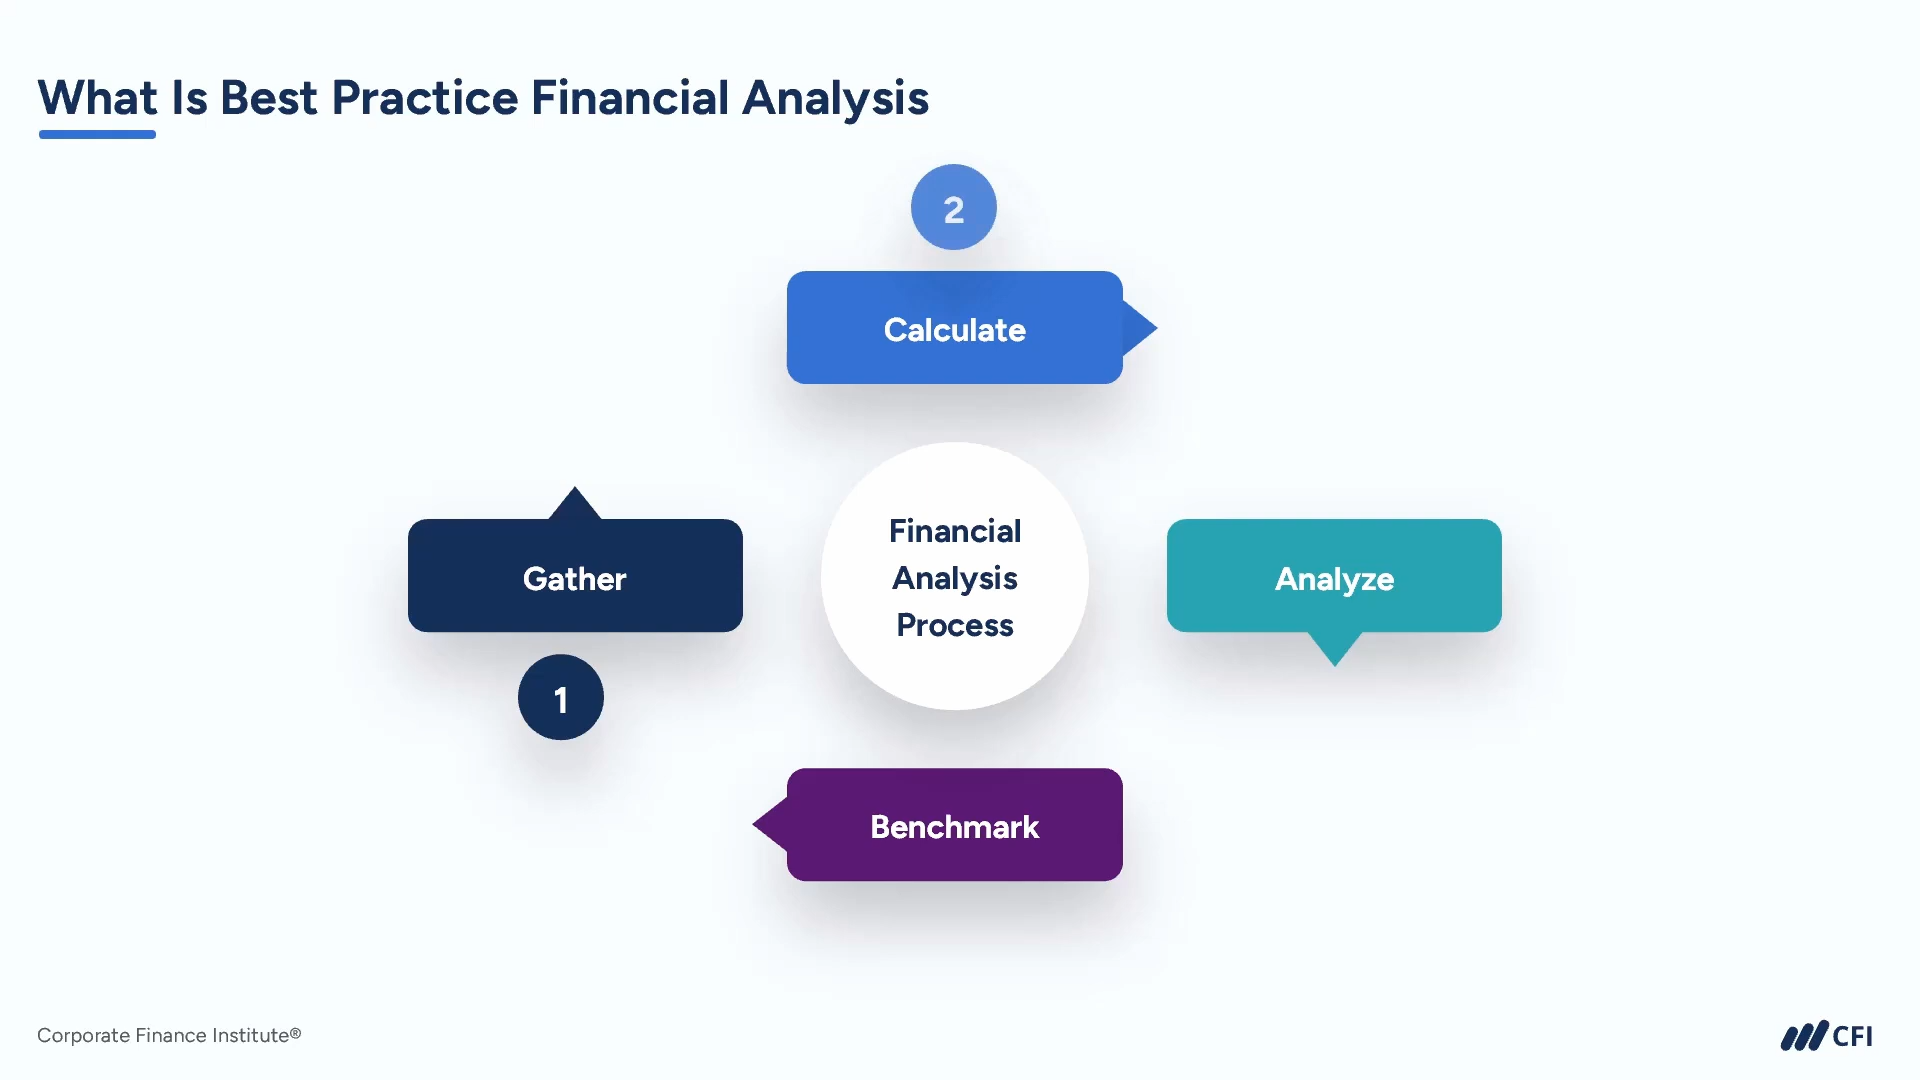 What Is Best Practice Financial Analysis
2
Calculate
Gather
1
Financial
Analysis
Process
Analyze
Benchmark
Corporate Finance Institute®
CFI